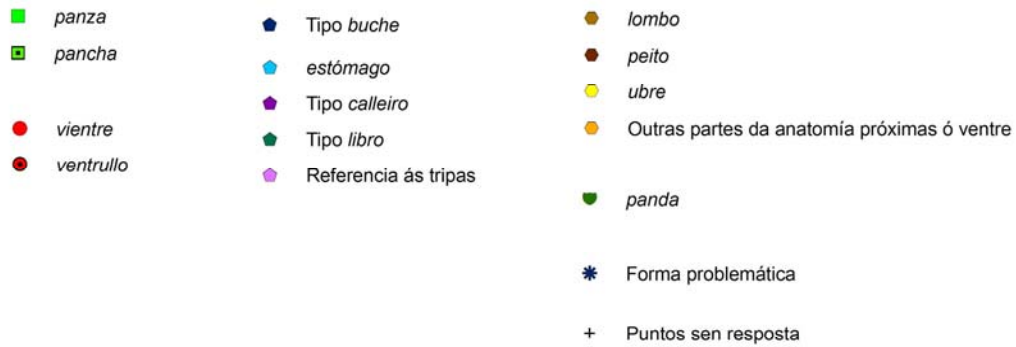 panza
pancha
vientre
ventrullo
Tipo buche
estómago
Tipo calleiro
Tipo libro
Referencia ás tripas
lombo
peito
ubre
Outras partes da anatomía próximas ó ventre
panda
Forma problemática
Puntos sen resposta